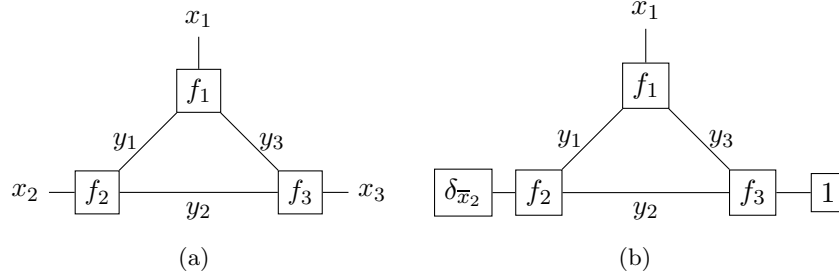 x₁ x₁
f₁ f₁
y₁ y₃ y₁ y₃
x₂ f₂ f₃ x₃ δx̅₂ f₂ f₃ 1
y₂ y₂
(a) (b)